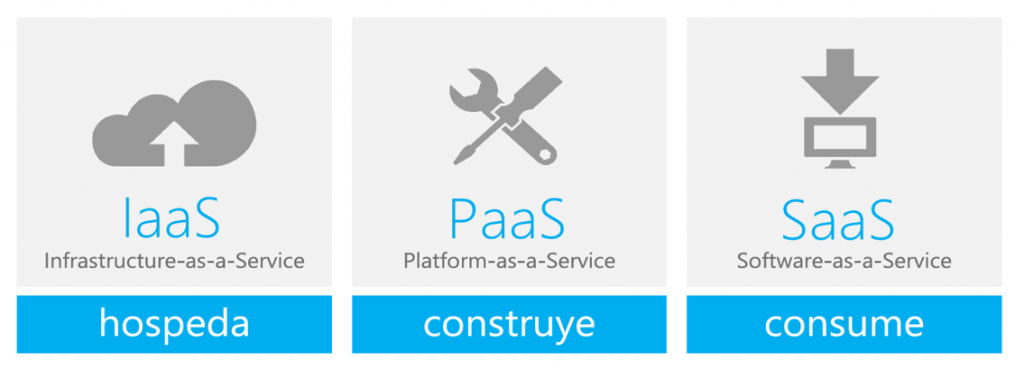 IaaS
Infrastructure-as-a-Service
hospeda
PaaS
Platform-as-a-Service
construye
SaaS
Software-as-a-Service
consume